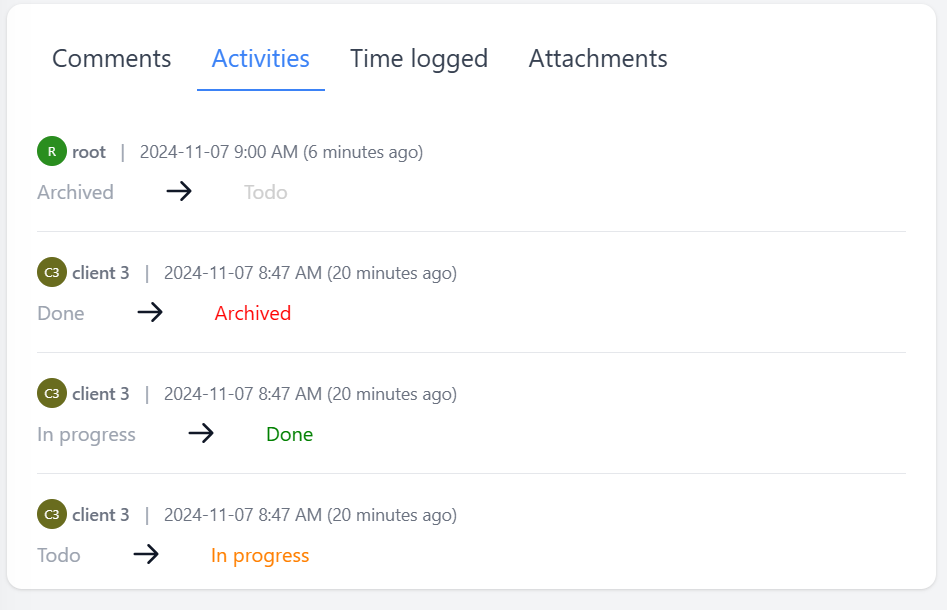 Comments Activities Time logged Attachments
R root | 2024-11-07 9:00 AM (6 minutes ago)
Archived → Todo
C3 client 3 | 2024-11-07 8:47 AM (20 minutes ago)
Done → Archived
C3 client 3 | 2024-11-07 8:47 AM (20 minutes ago)
In progress → Done
C3 client 3 | 2024-11-07 8:47 AM (20 minutes ago)
Todo → In progress